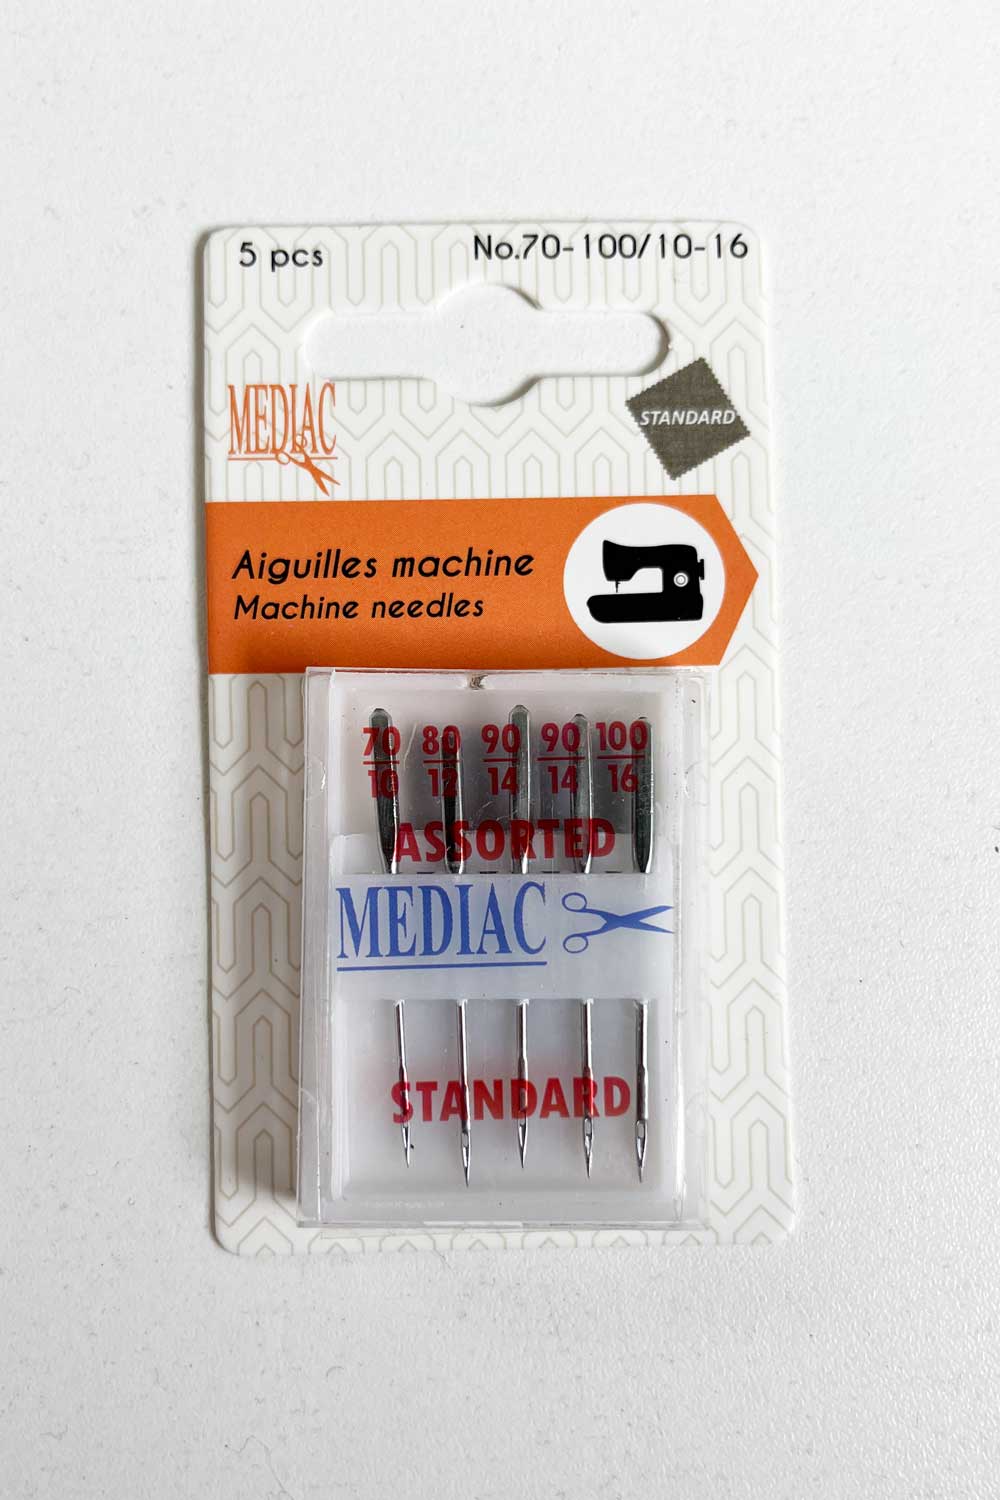 5 pcs
No.70-100/10-16
MEDIAC
STANDARD
Aiguilles machine
Machine needles
70 80 90 90 100
10 12 14 14 16
ASSORTED
MEDIAC
STANDARD